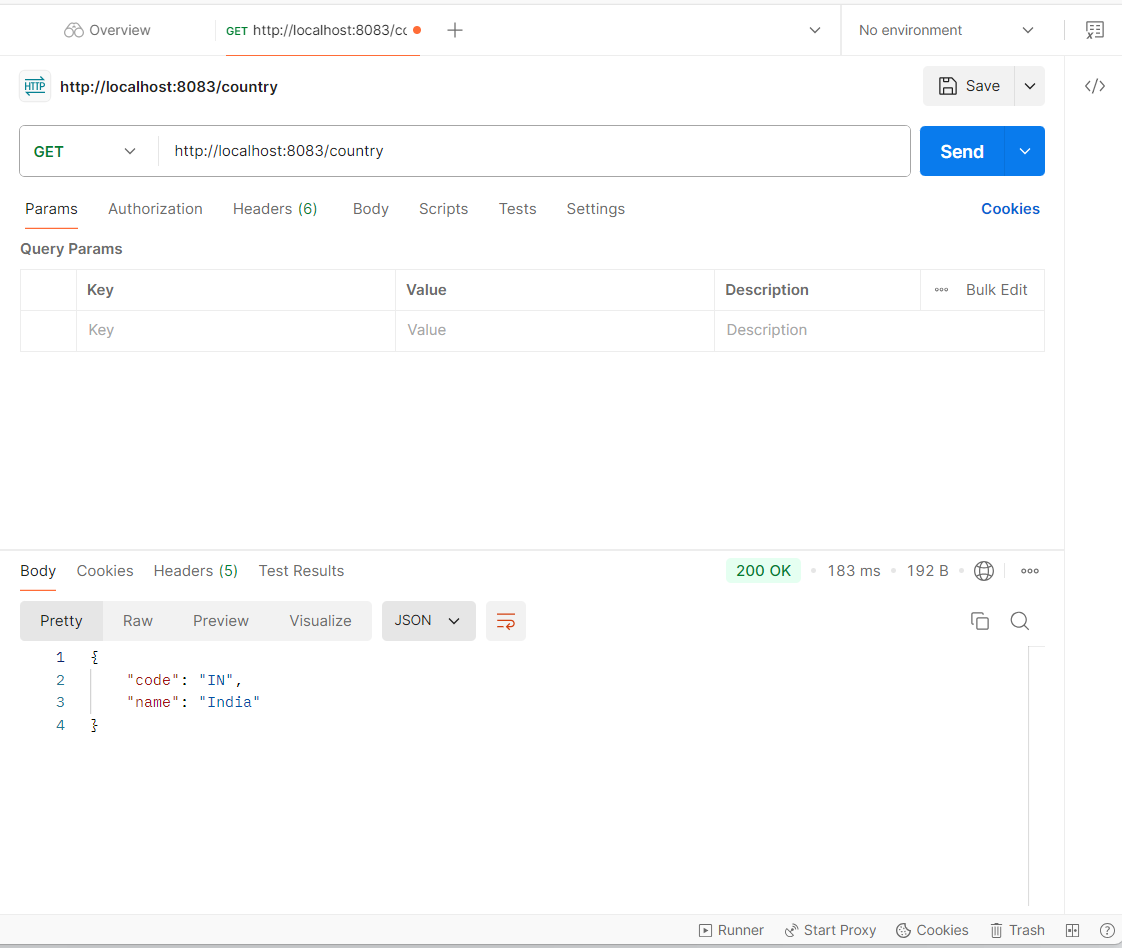 Overview
GET http://localhost:8083/cc
No environment
HTTP http://localhost:8083/country
Save
GET http://localhost:8083/country
Send
Params Authorization Headers (6) Body Scripts Tests Settings Cookies
Query Params
Key Value Description Bulk Edit
Key Value Description
Body Cookies Headers (5) Test Results 200 OK 183 ms 192 B
Pretty Raw Preview Visualize JSON
1 {
2 "code": "IN",
3 "name": "India"
4 }
Runner Start Proxy Cookies Trash